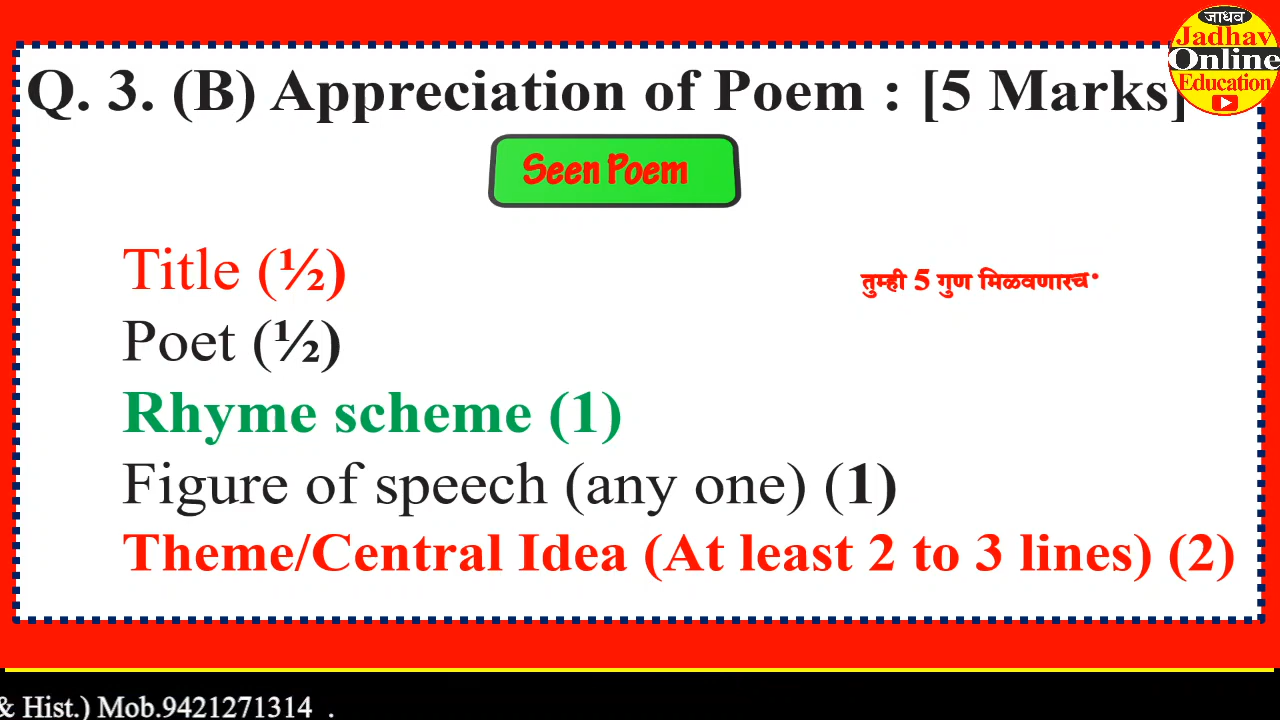 जाधव
Jadhav
Online
Education
Q. 3. (B) Appreciation of Poem : [5 Marks]
Seen Poem
Title (½)
तुम्ही 5 गुण मिळवणारच
Poet (½)
Rhyme scheme (1)
Figure of speech (any one) (1)
Theme/Central Idea (At least 2 to 3 lines) (2)
& Hist.) Mob.9421271314 .